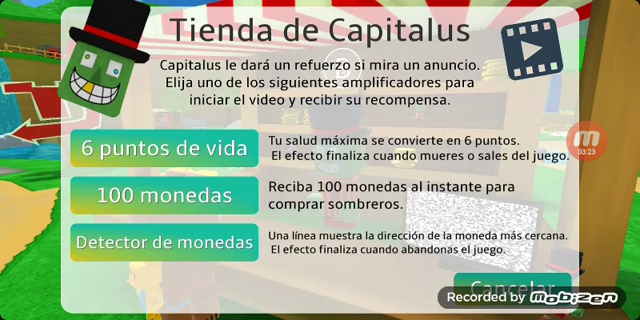 Tienda de Capitalus
Capitalus le dará un refuerzo si mira un anuncio.
Elija uno de los siguientes amplificadores para
iniciar el video y recibir su recompensa.
6 puntos de vida
Tu salud máxima se convierte en 6 puntos.
El efecto finaliza cuando mueres o sales del juego.
03:23
100 monedas
Reciba 100 monedas al instante para
comprar sombreros.
Detector de monedas
Una línea muestra la dirección de la moneda más cercana.
El efecto finaliza cuando abandonas el juego.
Cancelar
Recorded by mobizen